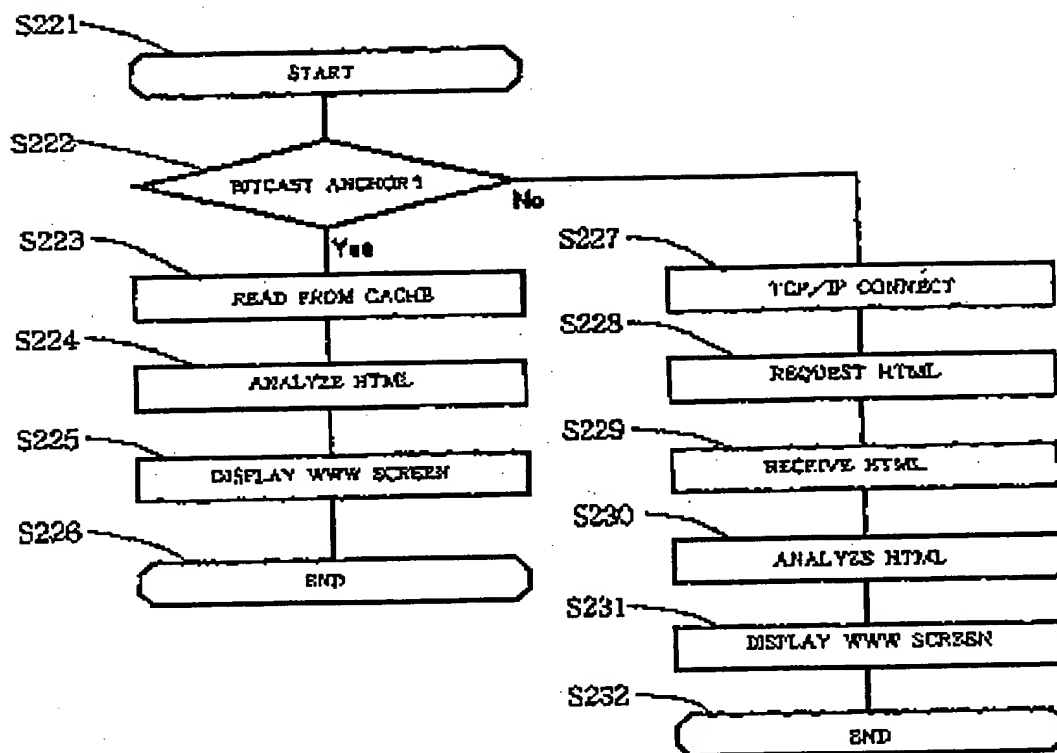 S221
START
S222
BITCAST ANCHOR?
No
Yes
S223
READ FROM CACHE
S224
ANALYZE HTML
S225
DISPLAY WWW SCREEN
S226
END
S227
TCP/IP CONNECT
S228
REQUEST HTML
S229
RECEIVE HTML
S230
ANALYZE HTML
S231
DISPLAY WWW SCREEN
S232
END